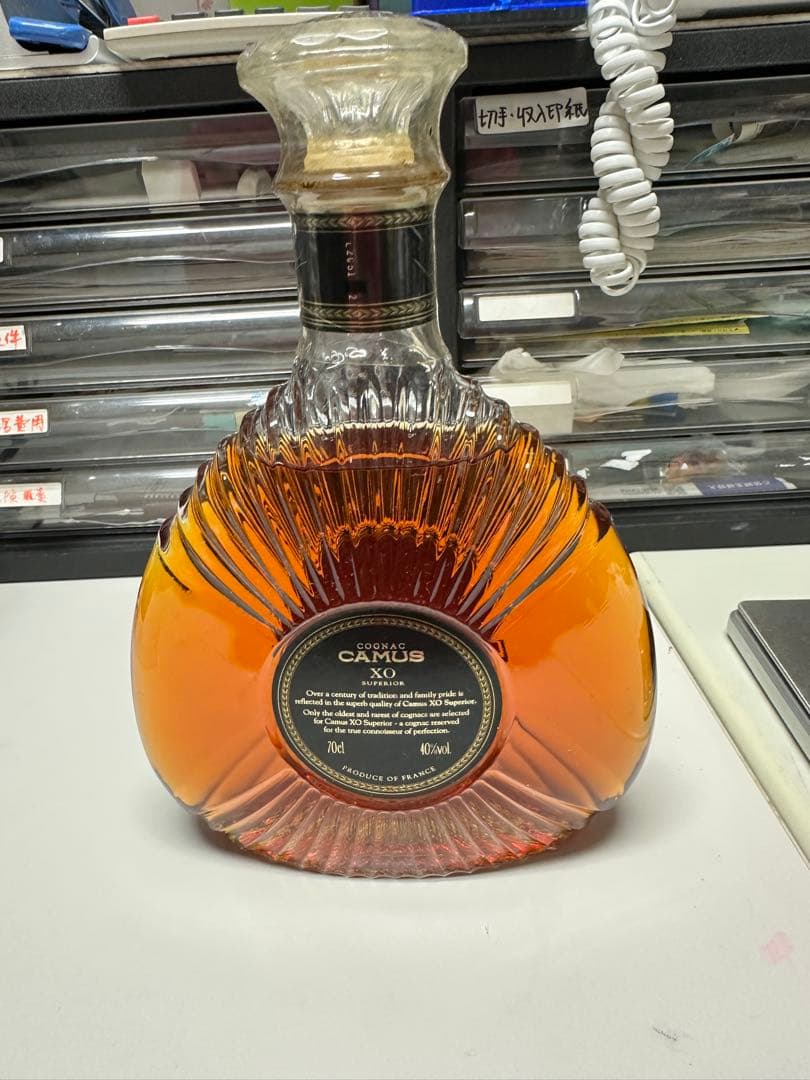 切手・収入印紙
COGNAC
CAMUS
XO
SUPERIOR
Over a century of tradition and family pride is
reflected in the superb quality of Camus XO Superior.
Only the oldest and rarest of cognacs are selected
for Camus XO Superior - a cognac reserved
for the true connoisseur of perfection.
70cl 40%vol.
PRODUCE OF FRANCE